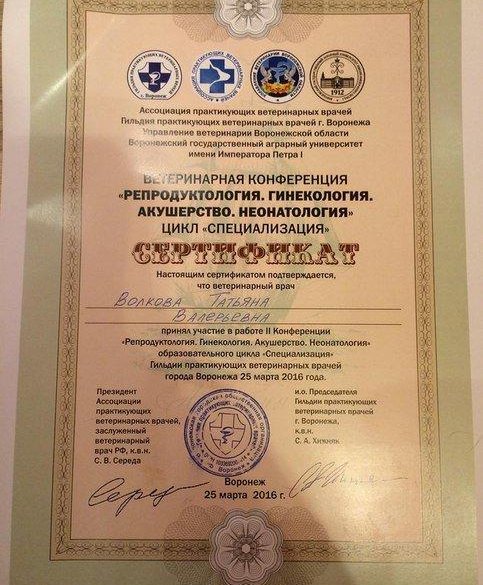 г. Воронеж
1912
Ассоциация практикующих ветеринарных врачей
Гильдия практикующих ветеринарных врачей г. Воронежа
Управление ветеринарии Воронежской области
Воронежский государственный аграрный университет
имени Императора Петра I
ВЕТЕРИНАРНАЯ КОНФЕРЕНЦИЯ
«РЕПРОДУКТОЛОГИЯ. ГИНЕКОЛОГИЯ.
АКУШЕРСТВО. НЕОНАТОЛОГИЯ»
ЦИКЛ «СПЕЦИАЛИЗАЦИЯ»
СЕРТИФИКАТ
Настоящим сертификатом подтверждается,
что ветеринарный врач
Волкова Татьяна
Валерьевна
принял участие в работе II Конференции
«Репродуктология. Гинекология. Акушерство. Неонатология»
образовательного цикла «Специализация»
Гильдии практикующих ветеринарных врачей
города Воронежа 25 марта 2016 года.
Президент
Ассоциации
практикующих
ветеринарных врачей,
заслуженный
ветеринарный
врач РФ, к.в.н.
С. В. Середа
и.о. Председателя
Гильдии практикующих
ветеринарных врачей
г. Воронежа,
к.в.н.
С. А. Хижняк
Воронеж
25 марта 2016 г.